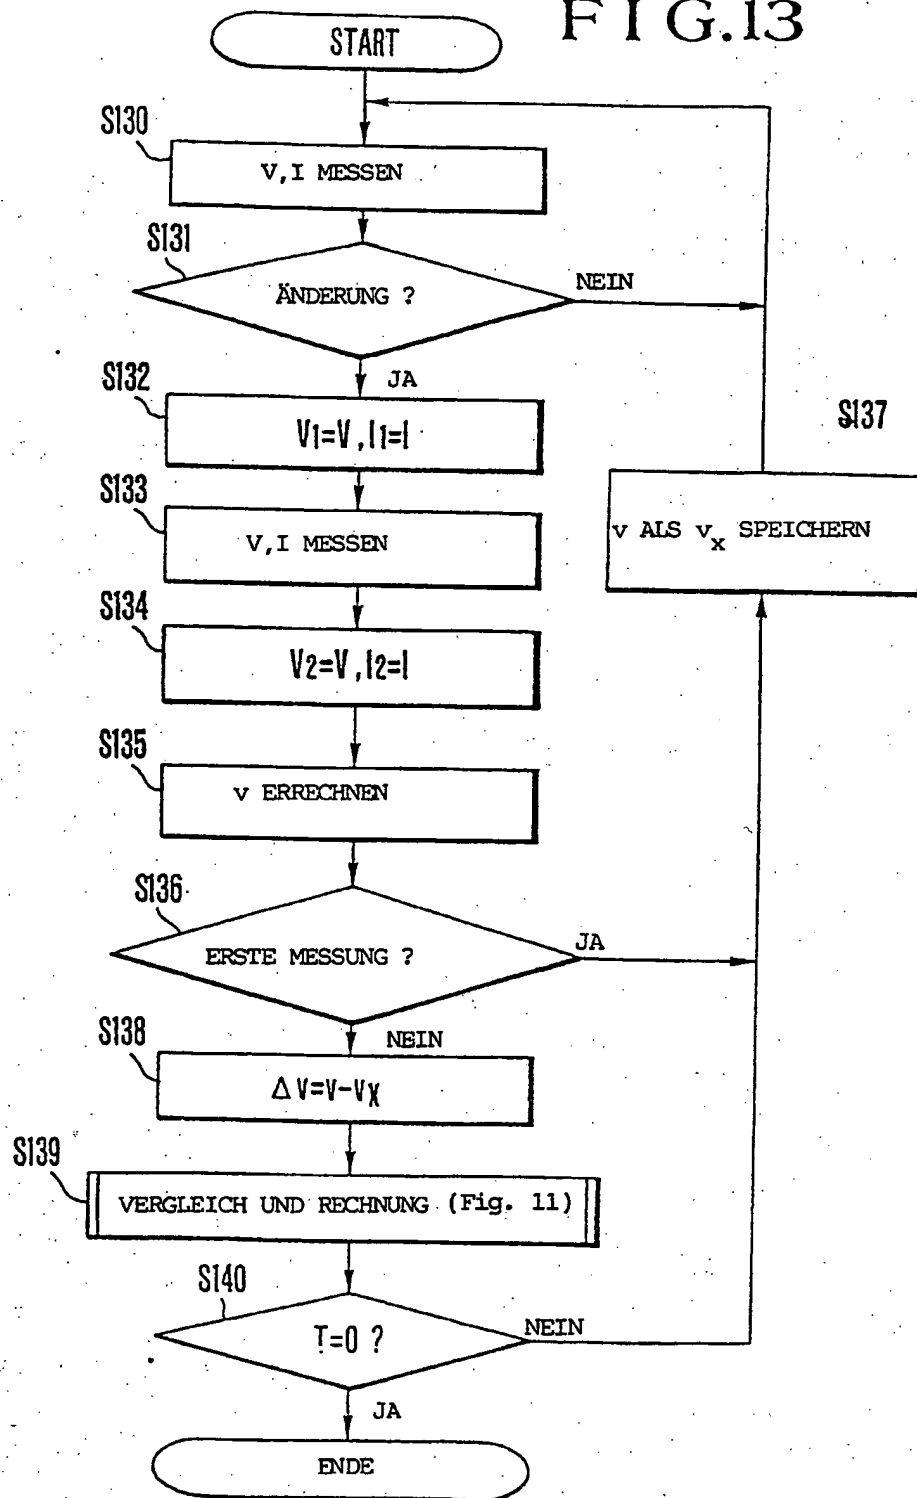 FIG.13
START
S130
V,I MESSEN
S131
ÄNDERUNG ?
NEIN
JA
S132
V1=V,I1=I
S137
v ALS vx SPEICHERN
S133
V,I MESSEN
S134
V2=V,I2=I
S135
v ERRECHNEN
S136
ERSTE MESSUNG ?
JA
NEIN
S138
Δv=v-vx
S139
VERGLEICH UND RECHNUNG (Fig. 11)
S140
T=0 ?
NEIN
JA
ENDE